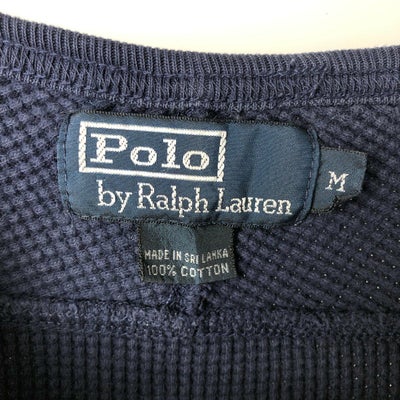 Polo
by Ralph Lauren
M
MADE IN SRI LANKA
100% COTTON